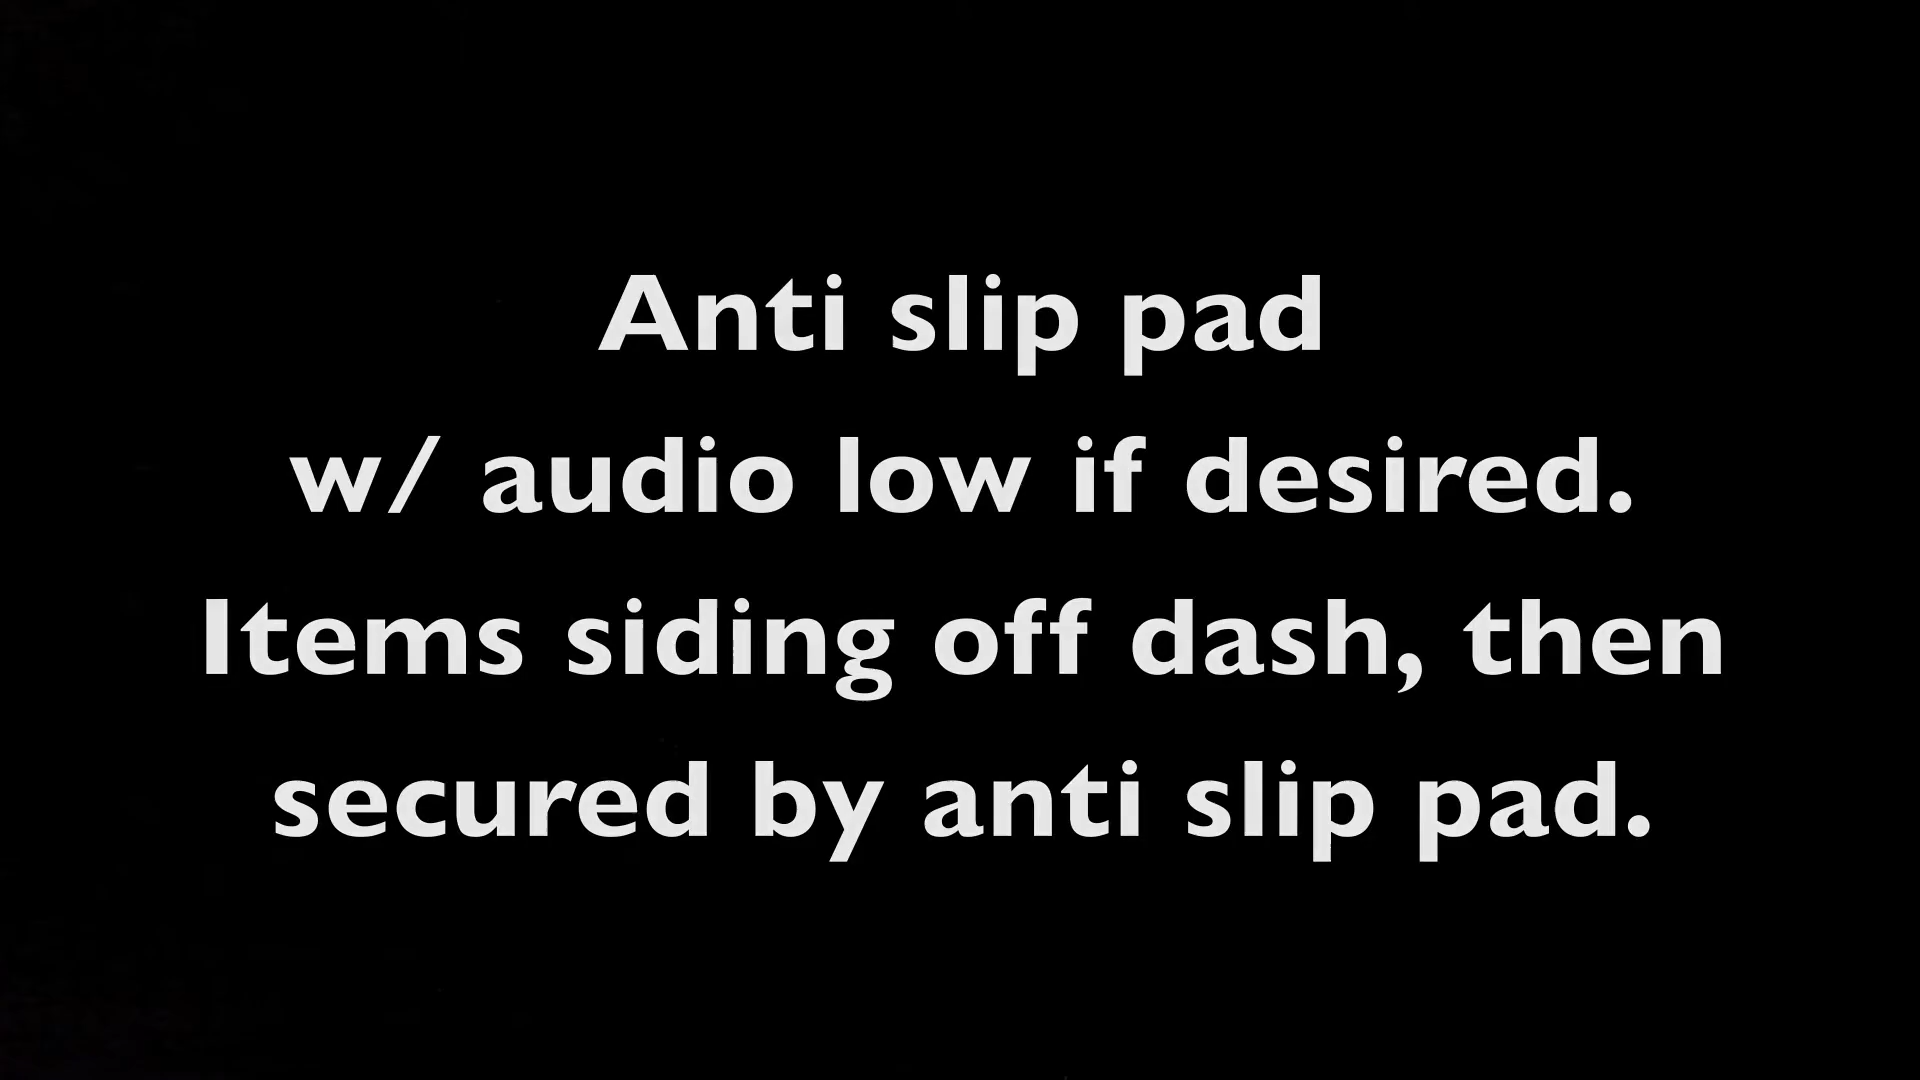 Anti slip pad
w/ audio low if desired.
Items siding off dash, then
secured by anti slip pad.